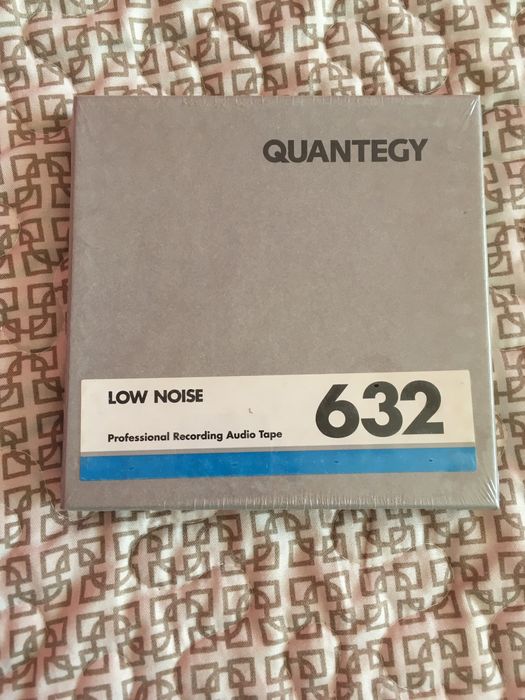 QUANTEGY
LOW NOISE
632
Professional Recording Audio Tape